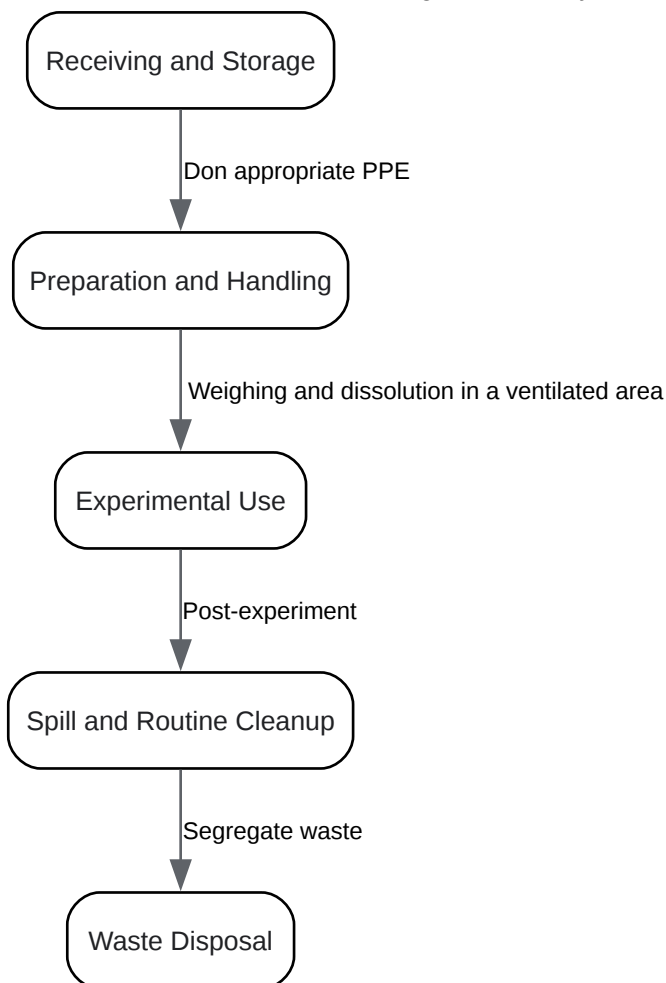 Receiving and Storage
Don appropriate PPE
Preparation and Handling
Weighing and dissolution in a ventilated area
Experimental Use
Post-experiment
Spill and Routine Cleanup
Segregate waste
Waste Disposal